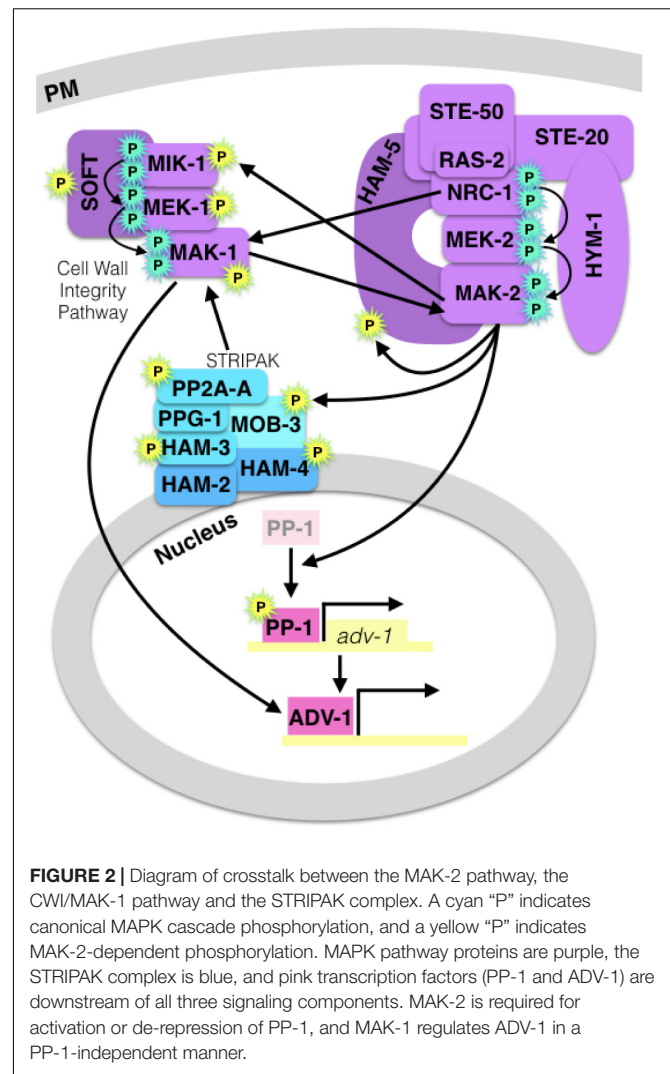 PM
STE-50
STE-20
RAS-2
HAM-5
NRC-1
MEK-2
MAK-2
HYM-1
P
P
P
P
P
P
P
SOFT
MIK-1
MEK-1
MAK-1
P
P
P
P
P
P
P
P
P
P
Cell Wall
Integrity
Pathway
STRIPAK
PP2A-A
PPG-1
MOB-3
HAM-3
HAM-4
HAM-2
P
P
P
P
Nucleus
PP-1
P
PP-1
adv-1
ADV-1
FIGURE 2 | Diagram of crosstalk between the MAK-2 pathway, the
CWI/MAK-1 pathway and the STRIPAK complex. A cyan “P” indicates
canonical MAPK cascade phosphorylation, and a yellow “P” indicates
MAK-2-dependent phosphorylation. MAPK pathway proteins are purple, the
STRIPAK complex is blue, and pink transcription factors (PP-1 and ADV-1) are
downstream of all three signaling components. MAK-2 is required for
activation or de-repression of PP-1, and MAK-1 regulates ADV-1 in a
PP-1-independent manner.